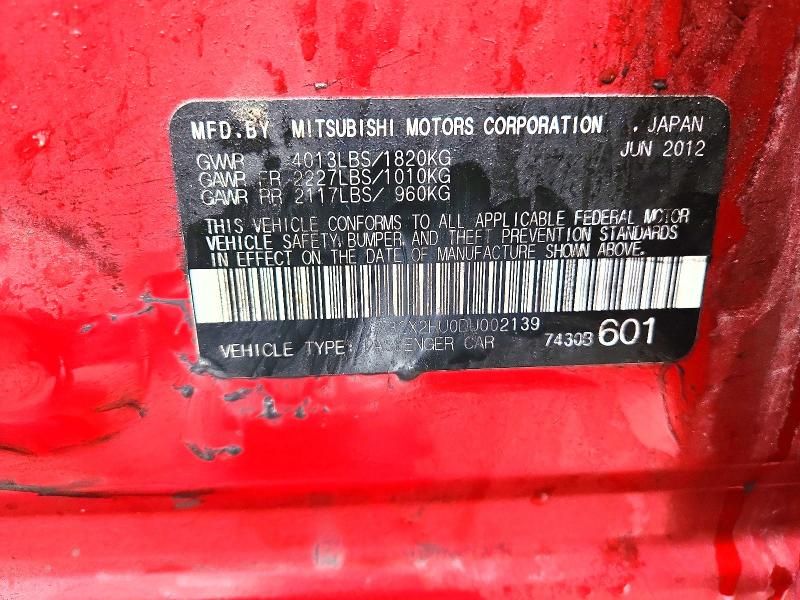 MFD.BY MITSUBISHI MOTORS CORPORATION , JAPAN
JUN 2012
GVWR 4013LBS/1820KG
GAWR FR 2227LBS/1010KG
GAWR RR 2117LBS/ 960KG
THIS VEHICLE CONFORMS TO ALL APPLICABLE FEDERAL MOTOR
VEHICLE SAFETY, BUMPER, AND THEFT PREVENTION STANDARDS
IN EFFECT ON THE DATE OF MANUFACTURE SHOWN ABOVE.
X2HU0DU002139
VEHICLE TYPE: PASSENGER CAR 7430B 601